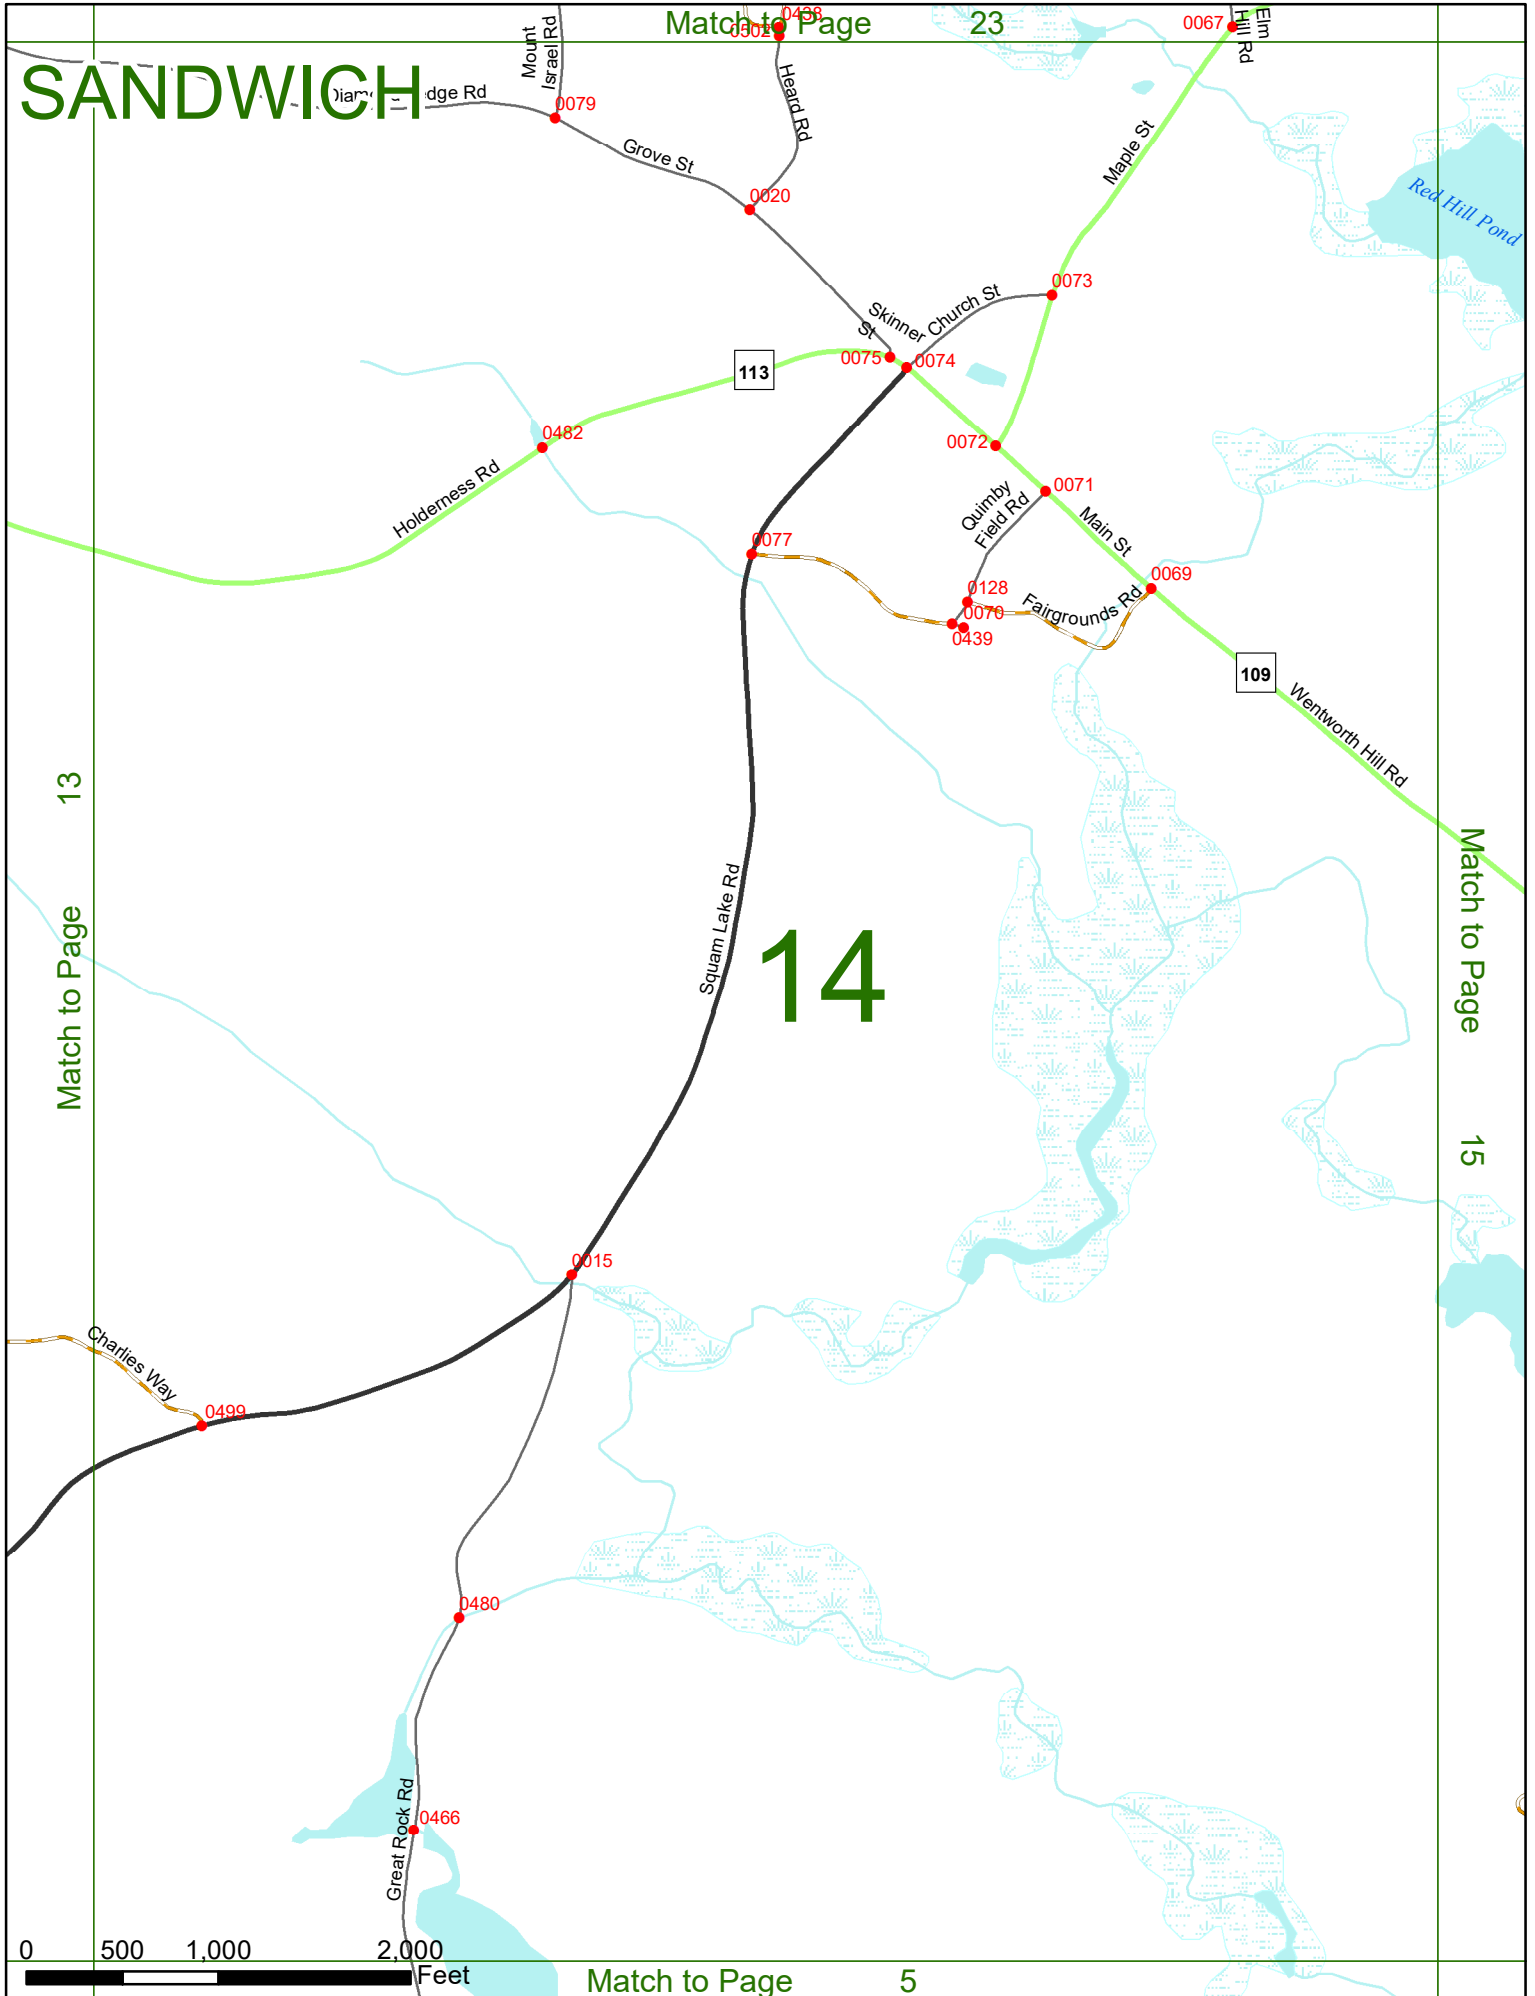 Match to Page 23
0438
0502
0067
Elm
Hill Rd
SANDWICH
Mount
Israel Rd
edge Rd
0079
Heard Rd
Grove St
0020
Maple St
Red Hill Pond
0073
Skinner
St
Church St
0075
0074
113
0482
Holderness Rd
0072
0071
Quimby
Field Rd
Main St
0077
0069
0128
0070
0439
Fairgrounds Rd
109
Wentworth Hill Rd
Match to Page 13
Squam Lake Rd
14
Match to Page 15
0015
Charlies Way
0499
0480
0466
Great Rock Rd
0 500 1,000 2,000
Feet
Match to Page 5